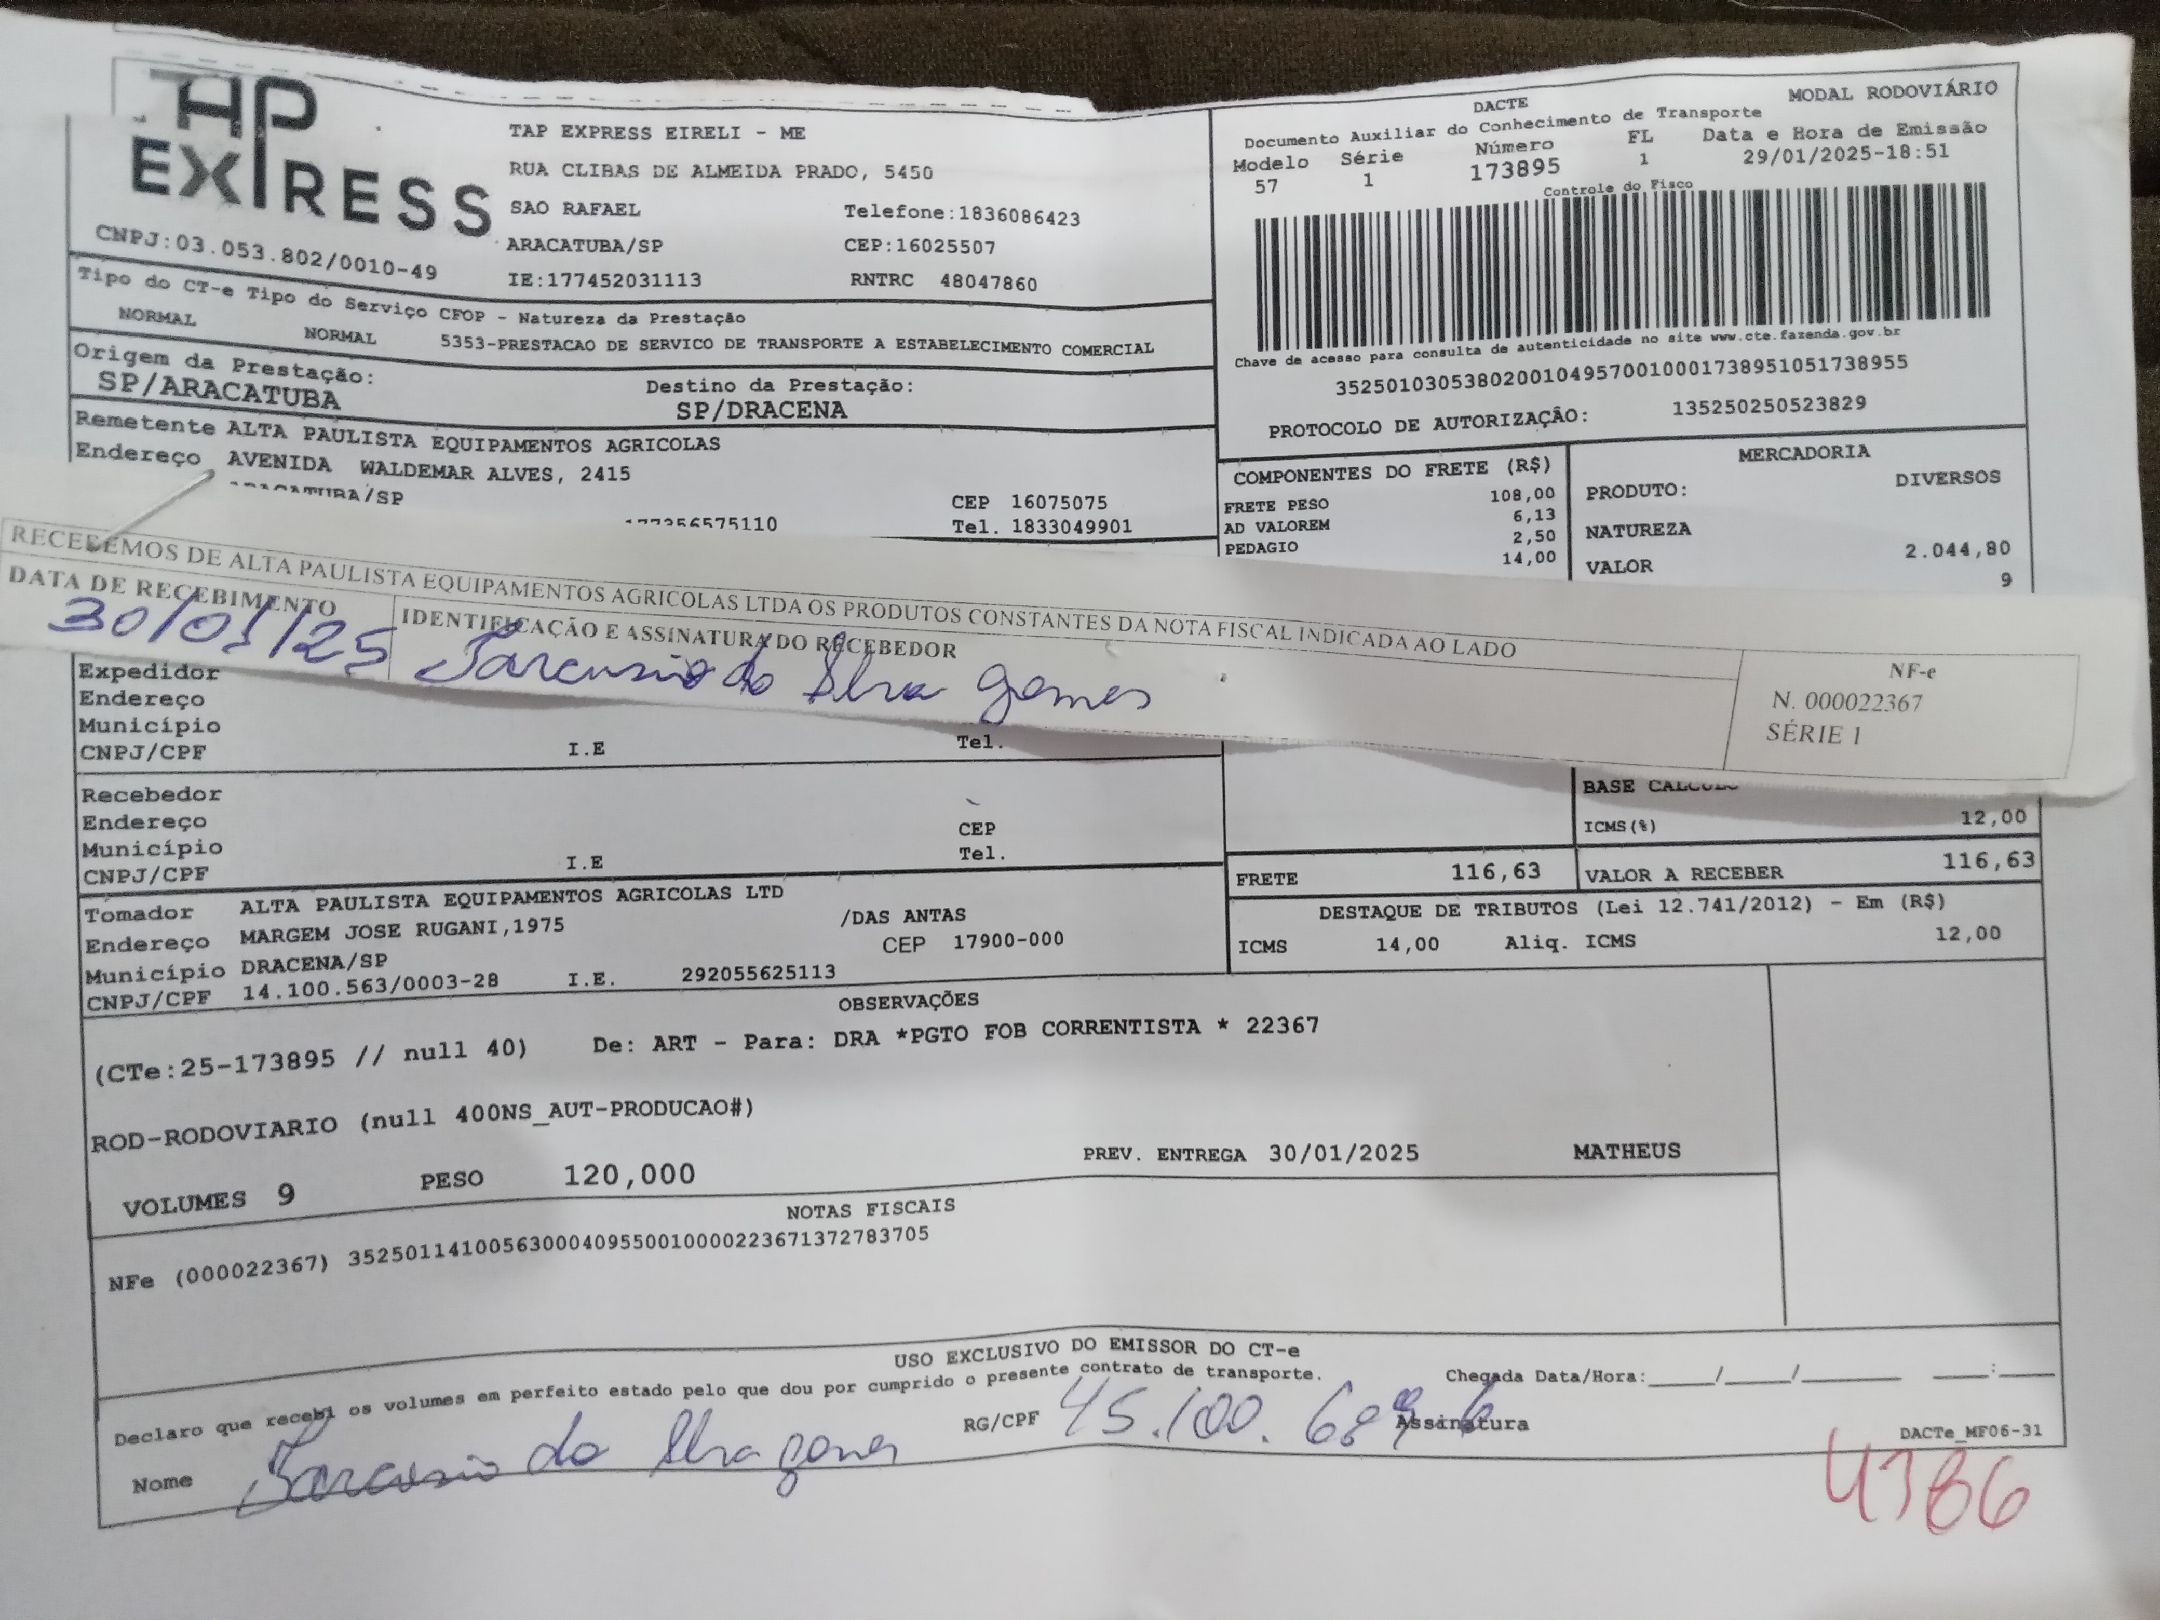 TAP
EXPRESS
CNPJ:03.053.802/0010-49
TAP EXPRESS EIRELI - ME
RUA CLIBAS DE ALMEIDA PRADO, 5450
SAO RAFAEL Telefone:1836086423
ARACATUBA/SP CEP:16025507
IE:177452031113 RNTRC 48047860
DACTE MODAL RODOVIÁRIO
Documento Auxiliar do Conhecimento de Transporte
Modelo Série Número FL Data e Hora de Emissão
57 1 173895 1 29/01/2025-18:51
Controle do Fisco
Chave de acesso para consulta de autenticidade no site www.cte.fazenda.gov.br
35250103053802001049570010001738951051738955
PROTOCOLO DE AUTORIZAÇÃO: 135250250523829
Tipo do CT-e Tipo do Serviço CFOP - Natureza da Prestação
NORMAL NORMAL 5353-PRESTACAO DE SERVICO DE TRANSPORTE A ESTABELECIMENTO COMERCIAL
Origem da Prestação: Destino da Prestação:
SP/ARACATUBA SP/DRACENA
Remetente ALTA PAULISTA EQUIPAMENTOS AGRICOLAS
Endereço AVENIDA WALDEMAR ALVES, 2415
ARACATUBA/SP CEP 16075075
177356575110 Tel. 1833049901
COMPONENTES DO FRETE (R$)
FRETE PESO 108,00
AD VALOREM 6,13
PEDAGIO 2,50
14,00
MERCADORIA
PRODUTO: DIVERSOS
NATUREZA
VALOR 2.044,80
9
RECEBEMOS DE ALTA PAULISTA EQUIPAMENTOS AGRICOLAS LTDA OS PRODUTOS CONSTANTES DA NOTA FISCAL INDICADA AO LADO
DATA DE RECEBIMENTO IDENTIFICAÇÃO E ASSINATURA DO RECEBEDOR
30/01/25 Gomes
NF-e
N. 000022367
SÉRIE 1
Expedidor
Endereço
Município
CNPJ/CPF I.E Tel.
Recebedor
Endereço CEP
Município Tel.
CNPJ/CPF I.E
BASE CALCULO
ICMS(%) 12,00
FRETE 116,63 VALOR A RECEBER 116,63
Tomador ALTA PAULISTA EQUIPAMENTOS AGRICOLAS LTD
Endereço MARGEM JOSE RUGANI,1975 /DAS ANTAS
Município DRACENA/SP CEP 17900-000
CNPJ/CPF 14.100.563/0003-28 I.E. 292055625113
DESTAQUE DE TRIBUTOS (Lei 12.741/2012) - Em (R$)
ICMS 14,00 Aliq. ICMS 12,00
OBSERVAÇÕES
(CTe:25-173895 // null 40) De: ART - Para: DRA *PGTO FOB CORRENTISTA * 22367
ROD-RODOVIARIO (null 400NS_AUT-PRODUCAO#)
VOLUMES 9 PESO 120,000 PREV. ENTREGA 30/01/2025 MATHEUS
NOTAS FISCAIS
NFe (000022367) 35250114100563000409550010000223671372783705
USO EXCLUSIVO DO EMISSOR DO CT-e
Declaro que recebi os volumes em perfeito estado pelo que dou por cumprido o presente contrato de transporte. Chegada Data/Hora:____/____/______ ____:____
Nome RG/CPF Assinatura DACTe_MF06-31